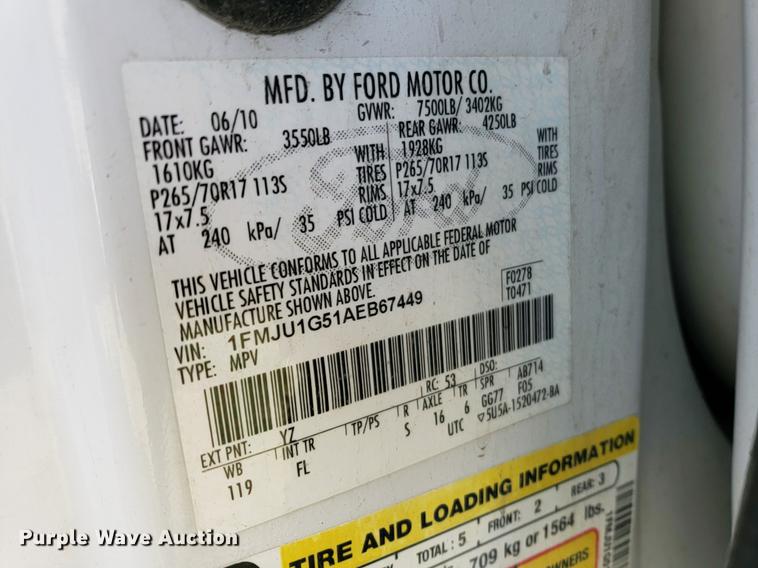 MFD. BY FORD MOTOR CO.
DATE: 06/10 GVWR: 7500LB/ 3402KG
FRONT GAWR: 3550LB REAR GAWR: 4250LB
1610KG WITH 1928KG WITH
P265/70R17 113S TIRES P265/70R17 113S TIRES
17x7.5 RIMS 17x7.5 RIMS
AT 240 kPa/ 35 PSI COLD AT 240 kPa/ 35 PSI COLD
Ford
THIS VEHICLE CONFORMS TO ALL APPLICABLE FEDERAL MOTOR
VEHICLE SAFETY STANDARDS IN EFFECT ON THE DATE OF
MANUFACTURE SHOWN ABOVE.
F0278
T0471
VIN: 1FMJU1G51AEB67449
TYPE: MPV
EXT PNT: YZ RC: 53 DSO:
WB INT TR TP/PS R AXLE TR SPR AB714
119 FL S 16 6 GG77 F05
UTC 5U5A-1520472-BA
TIRE AND LOADING INFORMATION
TOTAL: 5 FRONT: 2 REAR: 3
709 kg or 1564 lbs.
OWNERS
Purple Wave Auction